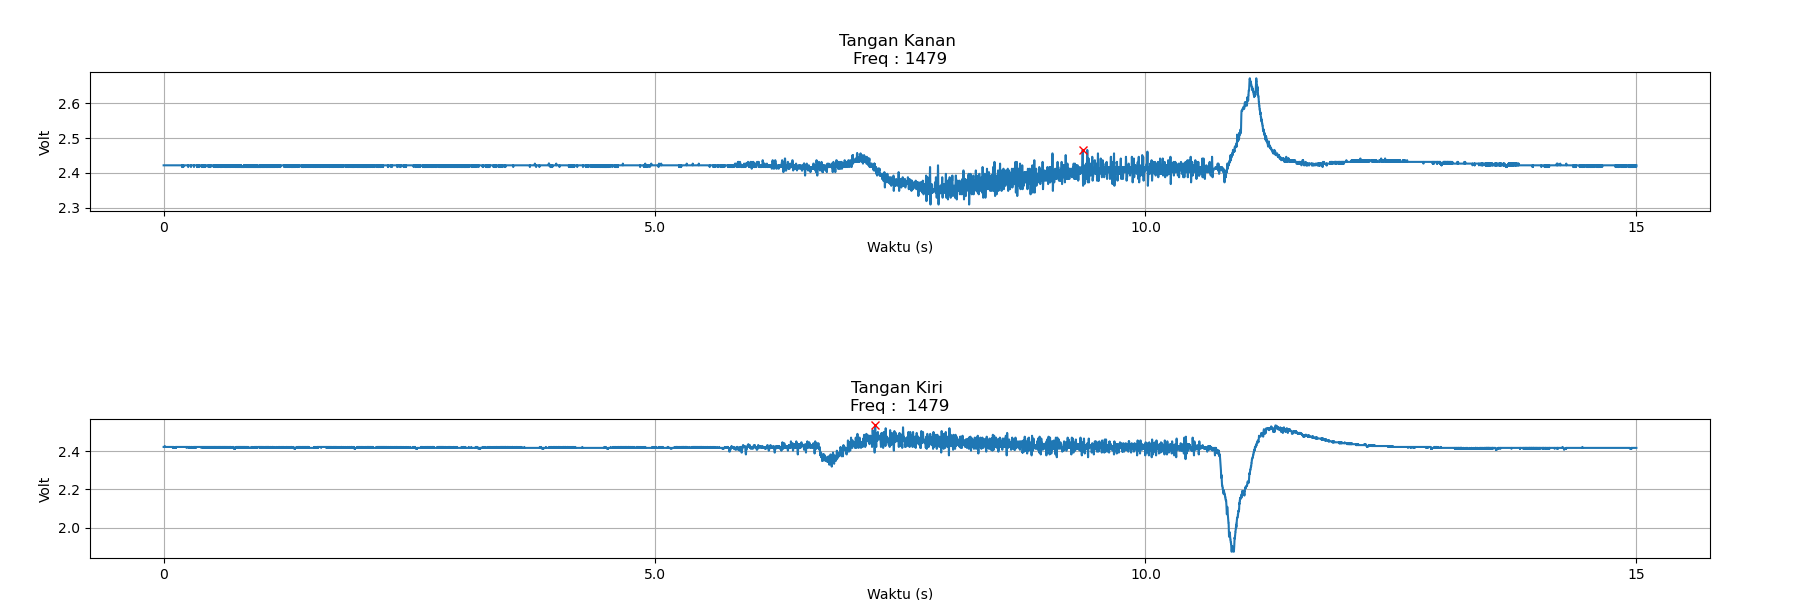 Tangan Kanan
Freq : 1479
Volt
2.6
2.5
2.4
2.3
0 5.0 10.0 15
Waktu (s)
Tangan Kiri
Freq :  1479
Volt
2.4
2.2
2.0
0 5.0 10.0 15
Waktu (s)